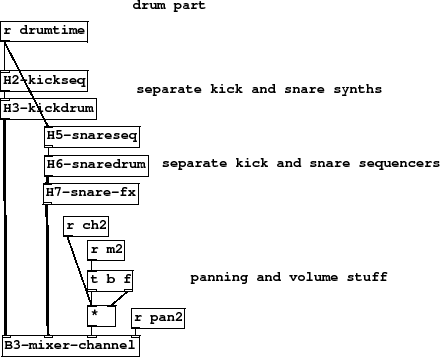 drum part
r drumtime
H2-kickseq
separate kick and snare synths
H3-kickdrum
H5-snareseq
H6-snaredrum
separate kick and snare sequencers
H7-snare-fx
r ch2
r m2
t b f
panning and volume stuff
*
r pan2
B3-mixer-channel